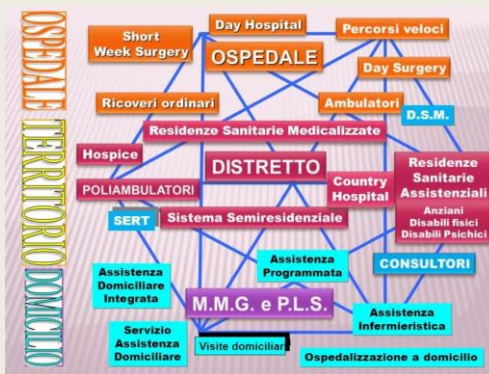 OSPEDALE
TERRITORIO
DOMICILIO
Day Hospital
Short
Week Surgery
Percorsi veloci
OSPEDALE
Day Surgery
Ricoveri ordinari
Ambulatori
D.S.M.
Residenze Sanitarie Medicalizzate
Hospice
DISTRETTO
Residenze
Sanitarie
Assistenziali
POLIAMBULATORI
Country
Hospital
Anziani
Disabili fisici
Disabili Psichici
SERT
Sistema Semiresidenziale
Assistenza
Programmata
CONSULTORI
Assistenza
Domiciliare
Integrata
M.M.G. e P.L.S.
Assistenza
Infermieristica
Servizio
Assistenza
Domiciliare
Visite domiciliari
Ospedalizzazione a domicilio